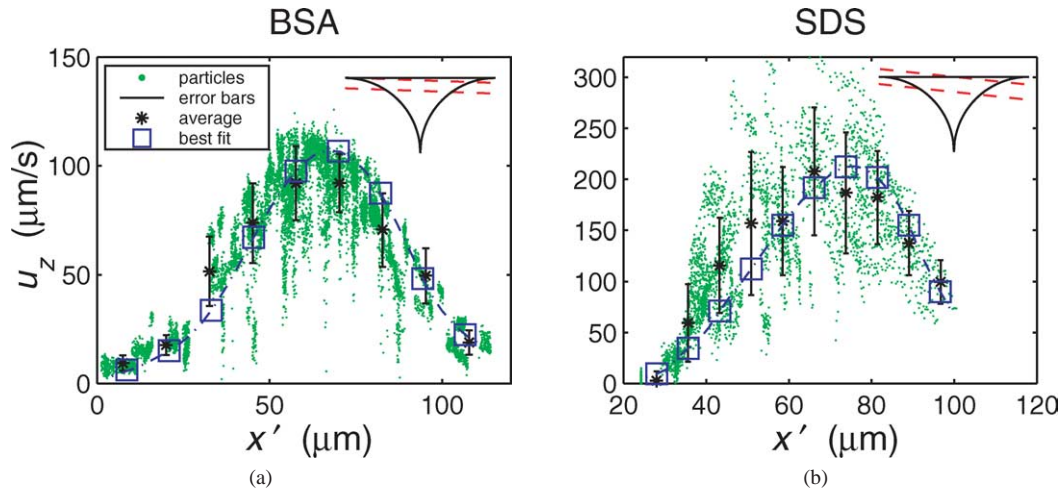 BSA
SDS
150
100
50
0
particles
error bars
average
best fit
u_z (μm/s)
0 50 100
x' (μm)
(a)
300
250
200
150
100
50
0
20 40 60 80 100 120
x' (μm)
(b)